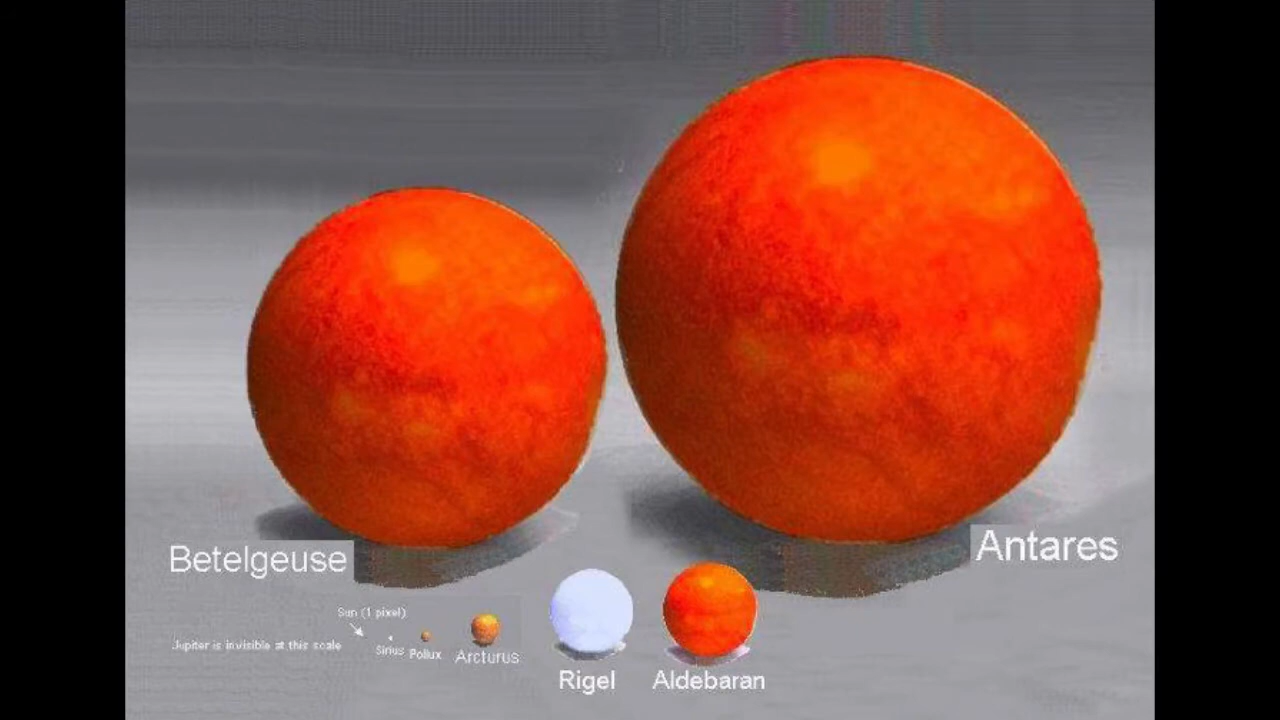 Betelgeuse
Antares
Sun (1 pixel)
Jupiter is invisible at this scale
Sirius
Pollux
Arcturus
Rigel
Aldebaran